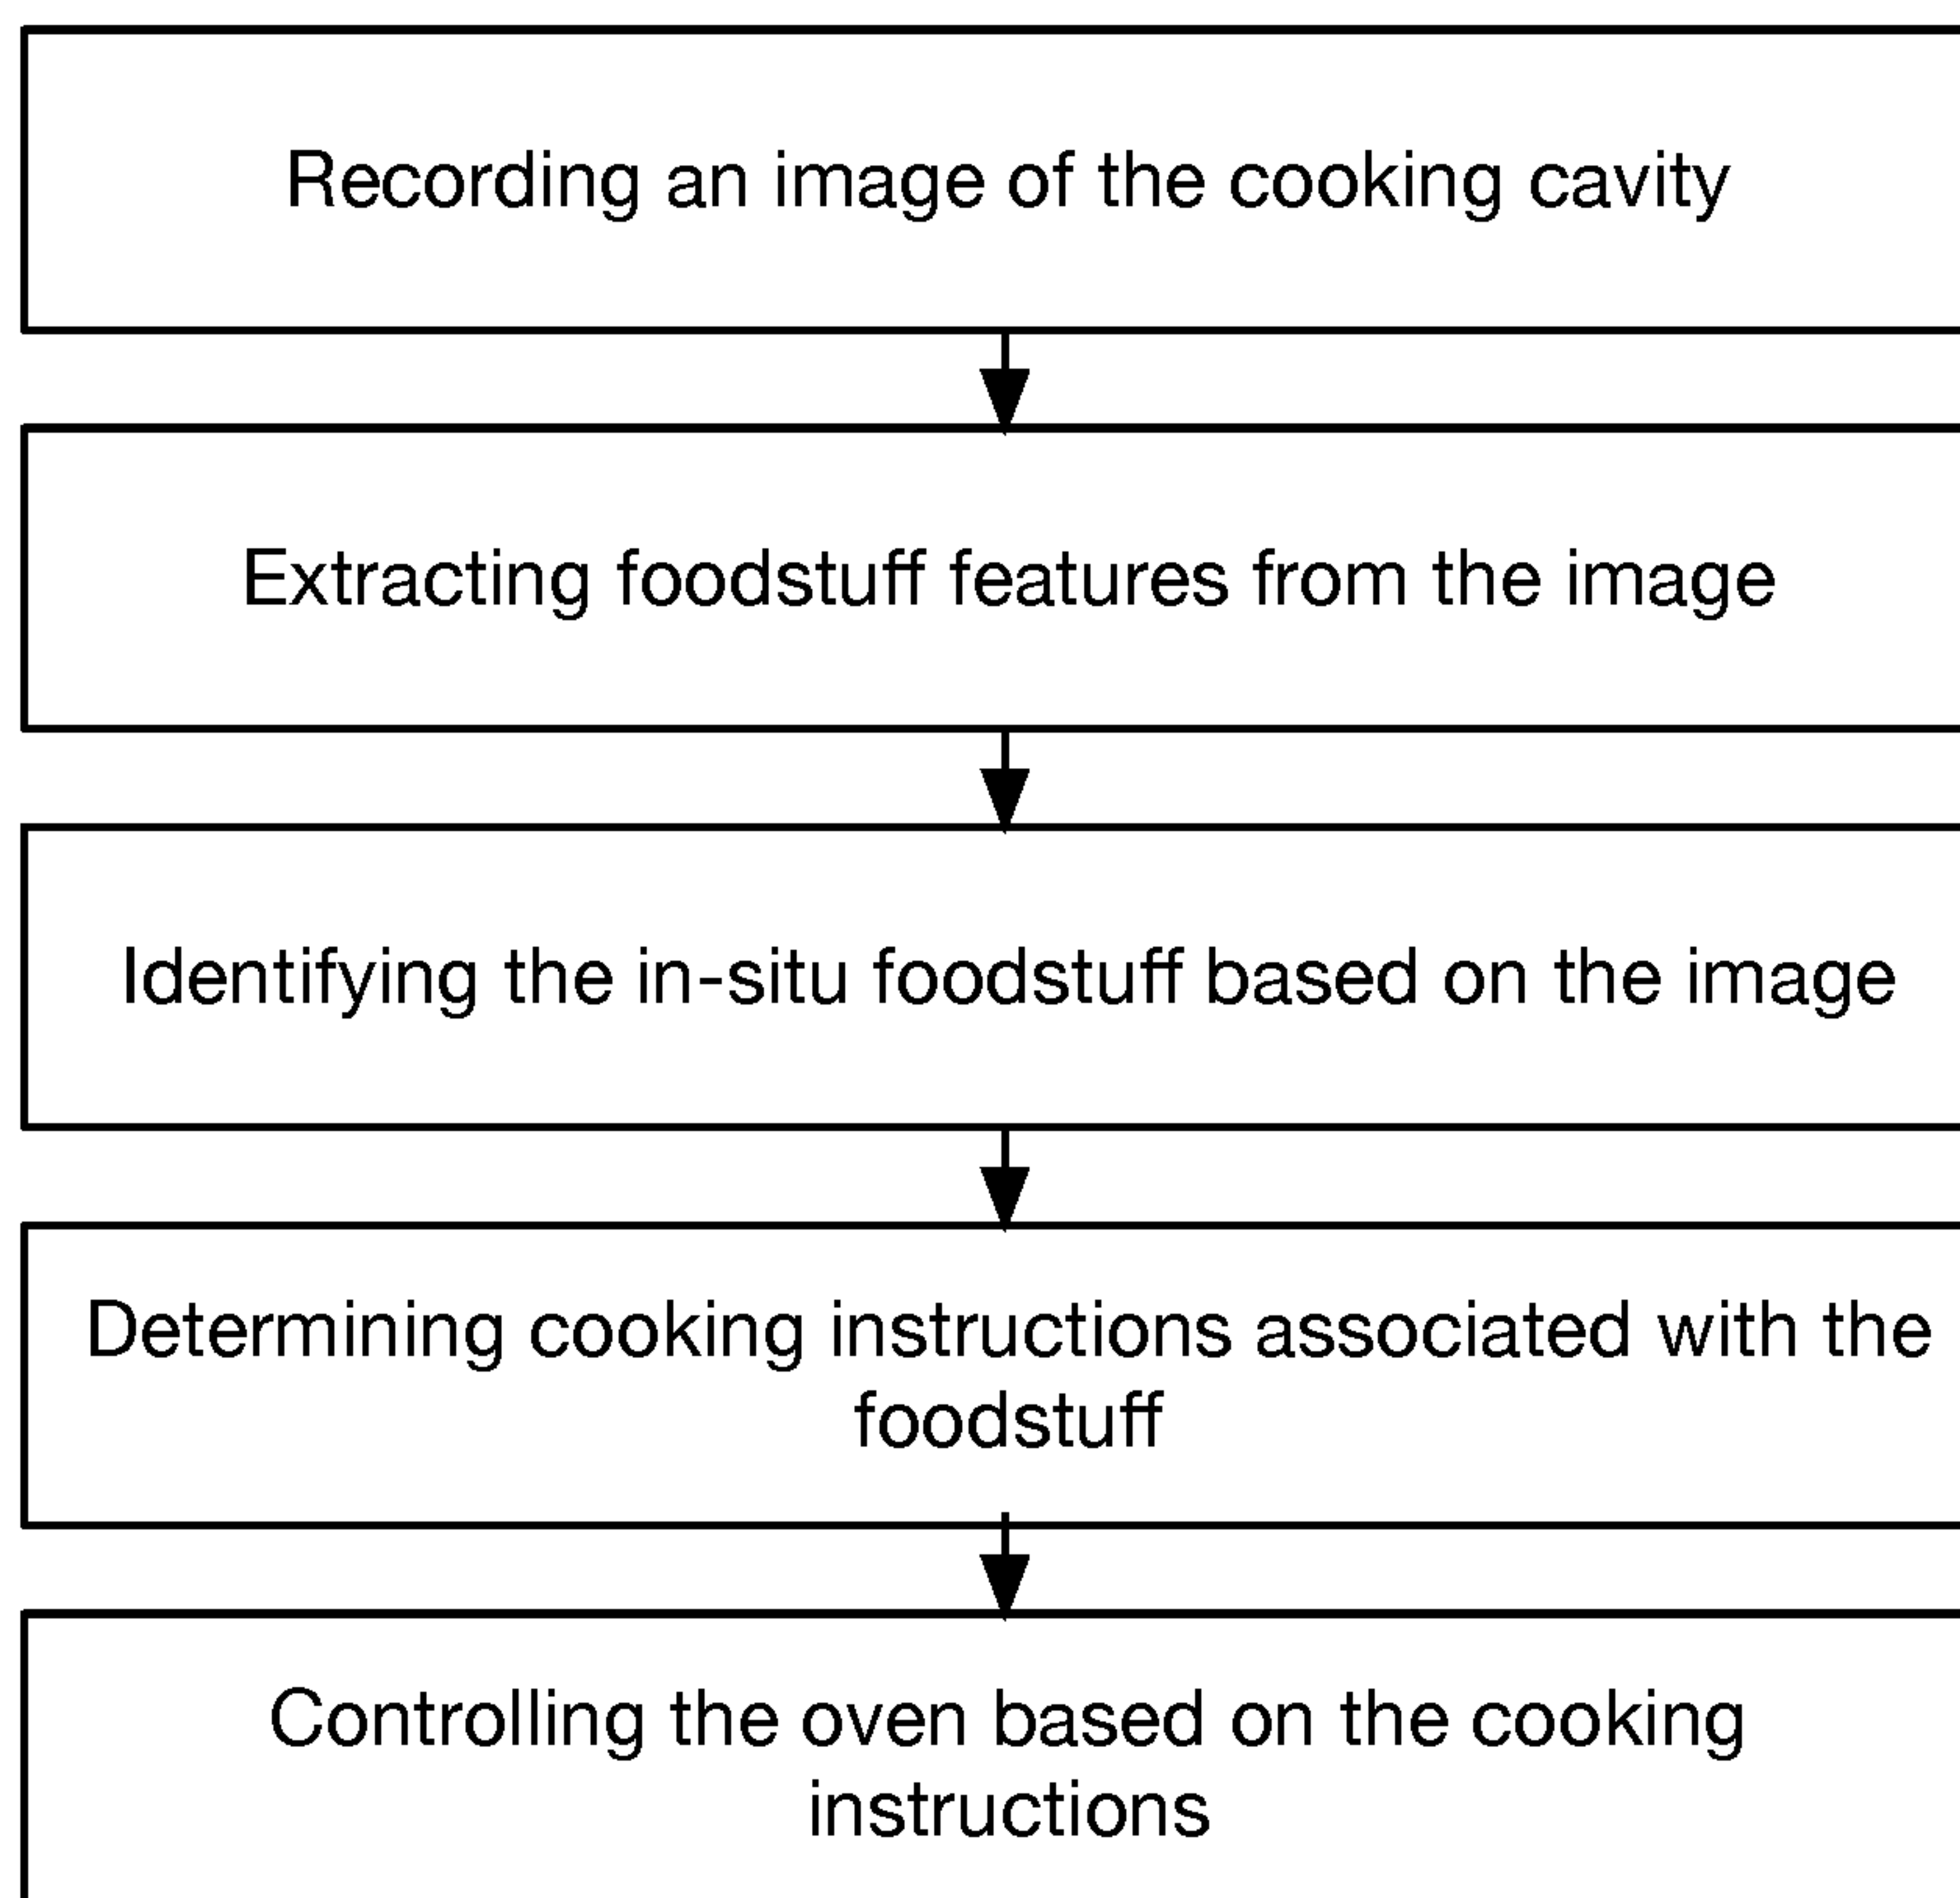 Recording an image of the cooking cavity
Extracting foodstuff features from the image
Identifying the in-situ foodstuff based on the image
Determining cooking instructions associated with the
foodstuff
Controlling the oven based on the cooking
instructions